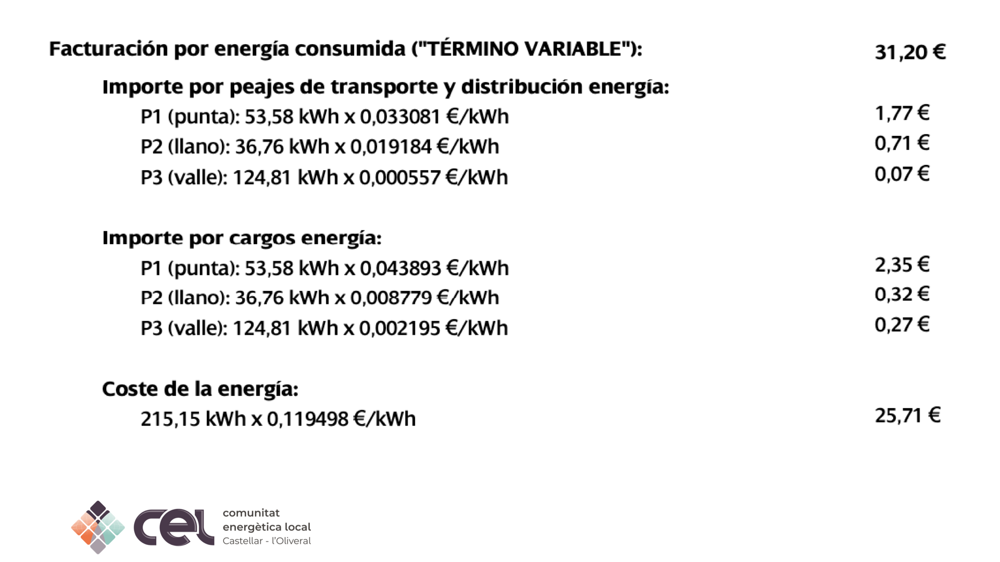 Facturación por energía consumida ("TÉRMINO VARIABLE"): 31,20 €
Importe por peajes de transporte y distribución energía:
P1 (punta): 53,58 kWh x 0,033081 €/kWh 1,77 €
P2 (llano): 36,76 kWh x 0,019184 €/kWh 0,71 €
P3 (valle): 124,81 kWh x 0,000557 €/kWh 0,07 €
Importe por cargos energía:
P1 (punta): 53,58 kWh x 0,043893 €/kWh 2,35 €
P2 (llano): 36,76 kWh x 0,008779 €/kWh 0,32 €
P3 (valle): 124,81 kWh x 0,002195 €/kWh 0,27 €
Coste de la energía:
215,15 kWh x 0,119498 €/kWh 25,71 €
cel
comunitat
energètica local
Castellar - l'Oliveral